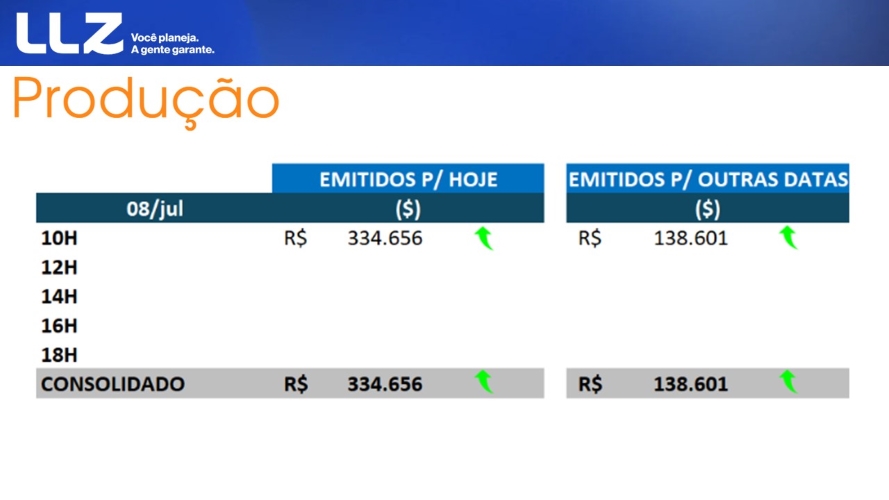 LLZ Você planeja.
A gente garante.
Produção
EMITIDOS P/ HOJE EMITIDOS P/ OUTRAS DATAS
08/jul ($) ($)
10H R$ 334.656 R$ 138.601
12H
14H
16H
18H
CONSOLIDADO R$ 334.656 R$ 138.601